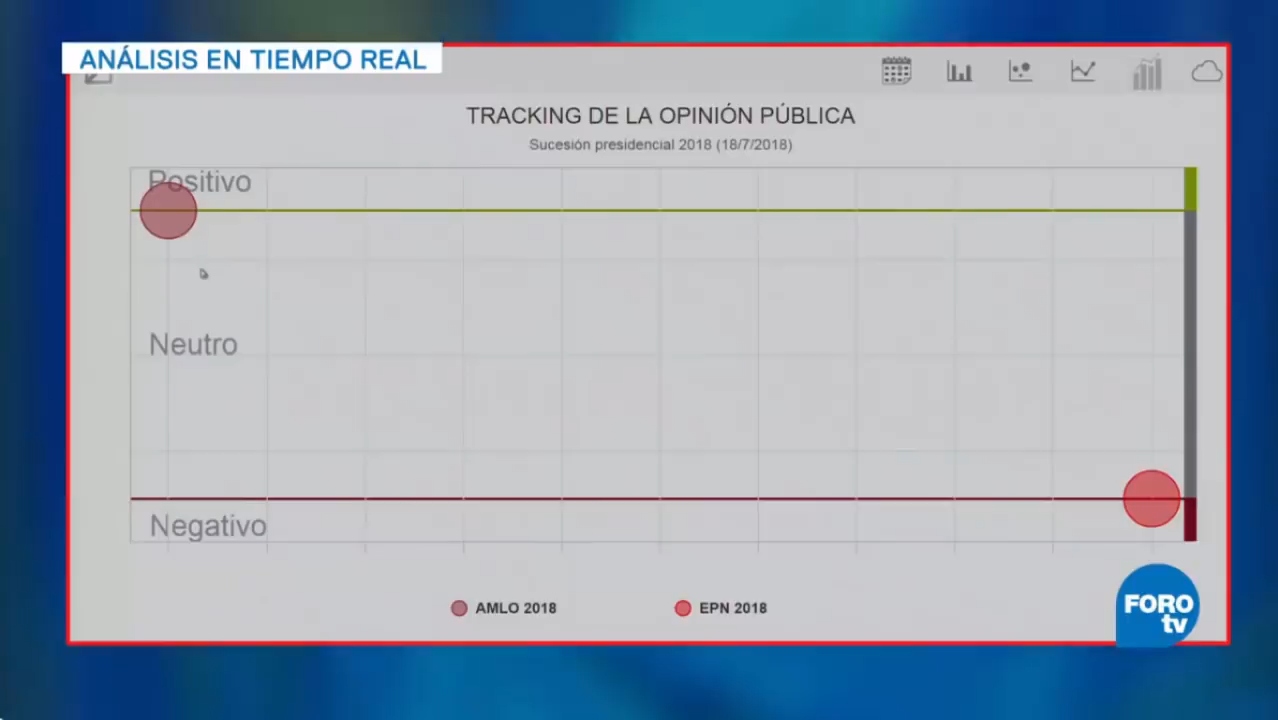 ANÁLISIS EN TIEMPO REAL
TRACKING DE LA OPINIÓN PÚBLICA
Sucesión presidencial 2018 (18/7/2018)
Positivo
Neutro
Negativo
AMLO 2018
EPN 2018
FORO
tv